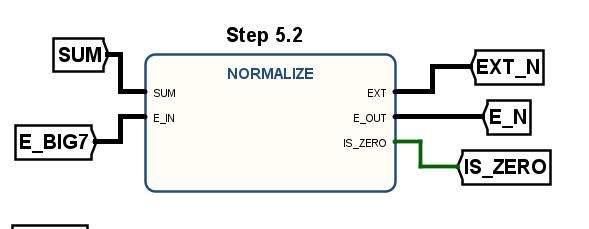 Step 5.2
SUM
NORMALIZE
EXT_N
SUM
EXT
E_IN
E_OUT
E_N
E_BIG7
IS_ZERO
IS_ZERO